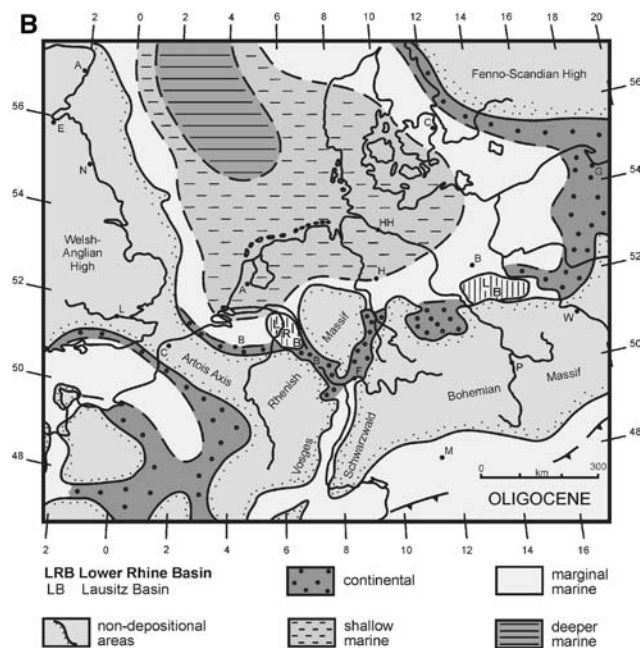 B
2 0 2 4 6 8 10 12 14 16 18 20
56 54 52 50 48
56 54 52 50 48
A
E
N
Welsh-
Anglian
High
L
Fenno-Scandian High
C
G
HH
B
H
A
L
B
W
Massif
L
R
B
B
C
Artois Axis
B
F
Rhenish
Bohemian
P
Massif
Vosges
Schwarzwald
M
0 300
km
OLIGOCENE
2 0 2 4 6 8 10 12 14 16
LRB Lower Rhine Basin
LB Lausitz Basin
continental
marginal
marine
non-depositional
areas
shallow
marine
deeper
marine